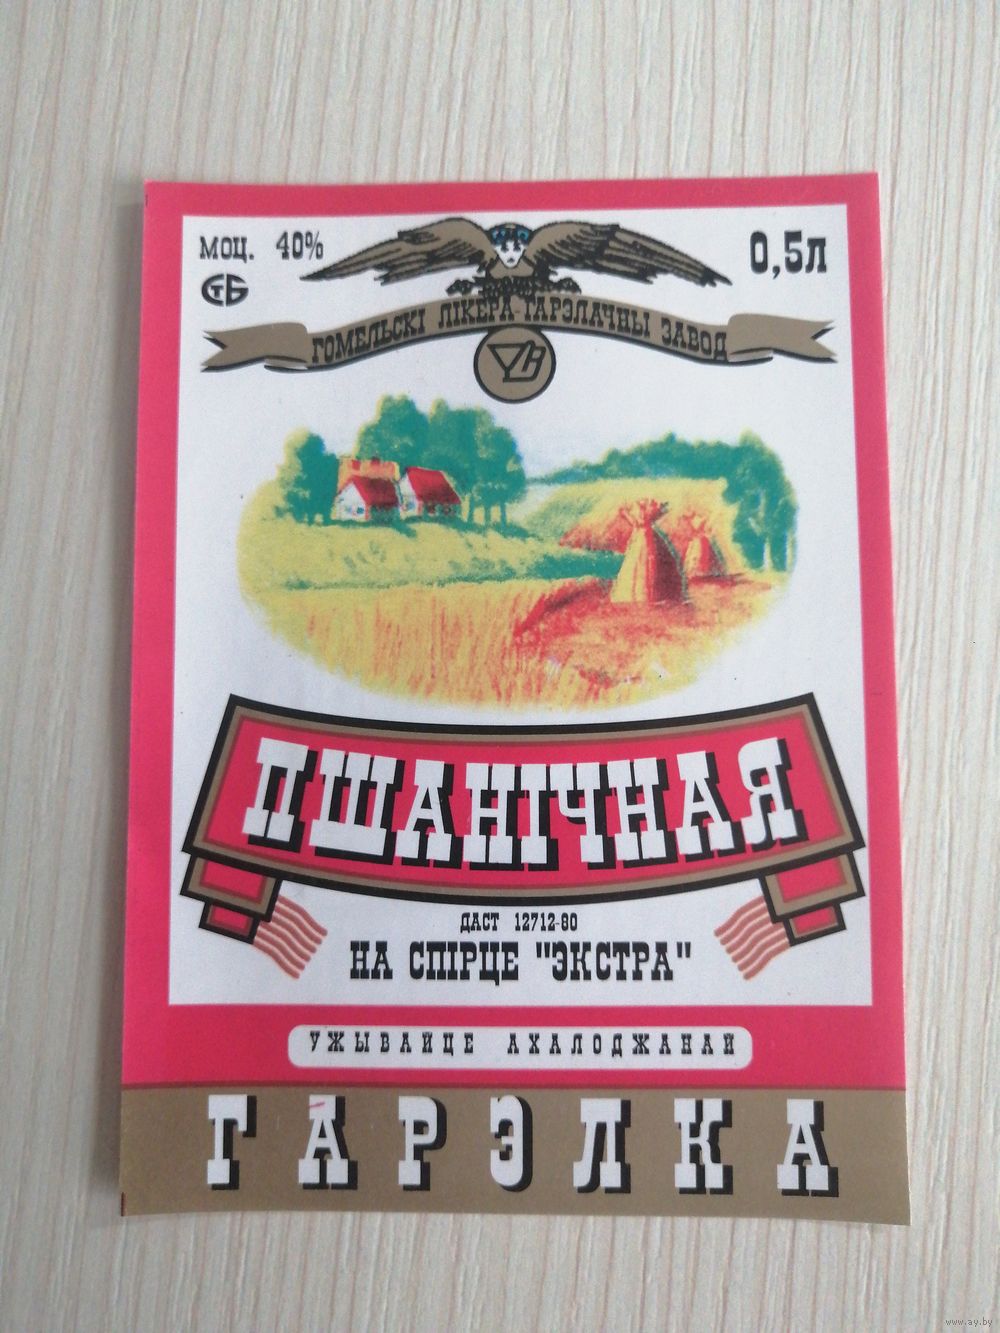 МОЦ. 40%
0,5Л
СТБ
ГОМЕЛЬСКІ ЛІКЁРА-ГАРЭЛАЧНЫ ЗАВОД
ПШАНІЧНАЯ
ДАСТ 12712-80
НА СПІРЦЕ "ЭКСТРА"
УЖЫВАЙЦЕ АХАЛОДЖАНАЙ
ГАРЭЛКА
www.ay.by